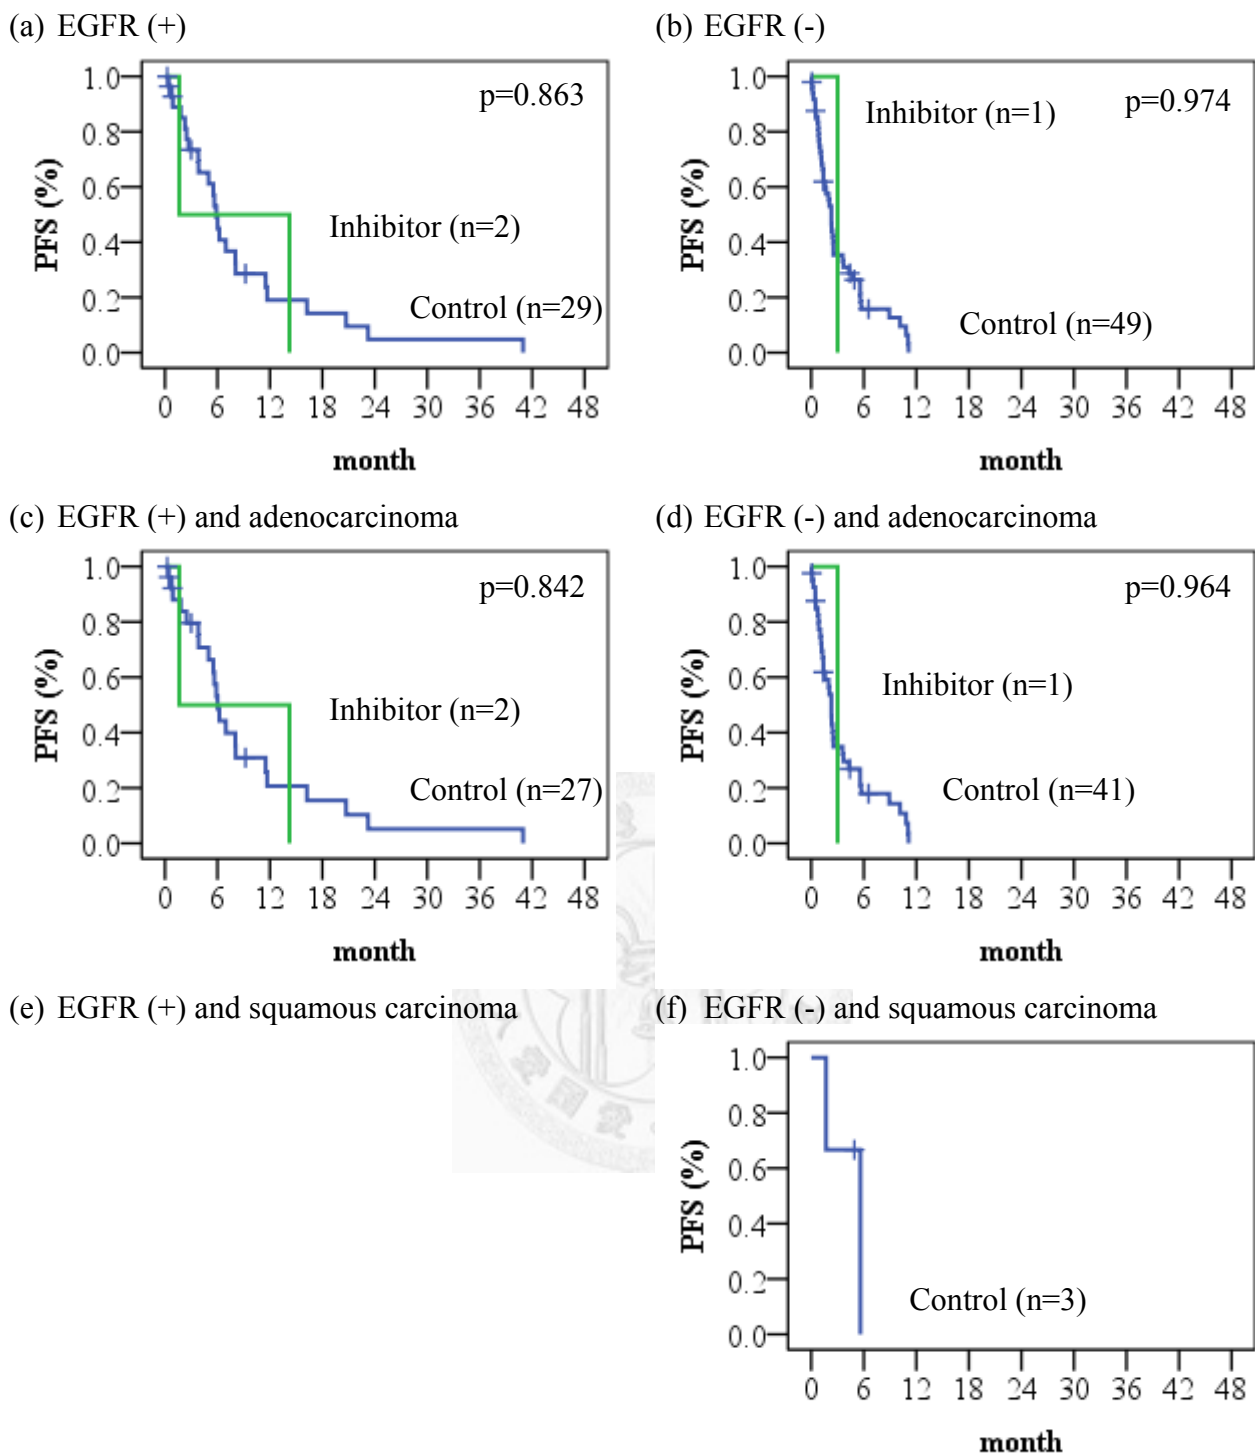 (a) EGFR (+)
1.0
0.8
0.6
0.4
0.2
0.0
PFS (%)
p=0.863
Inhibitor (n=2)
Control (n=29)
0 6 12 18 24 30 36 42 48
month
(b) EGFR (-)
1.0
0.8
0.6
0.4
0.2
0.0
PFS (%)
Inhibitor (n=1)
p=0.974
Control (n=49)
0 6 12 18 24 30 36 42 48
month
(c) EGFR (+) and adenocarcinoma
1.0
0.8
0.6
0.4
0.2
0.0
PFS (%)
p=0.842
Inhibitor (n=2)
Control (n=27)
0 6 12 18 24 30 36 42 48
month
(d) EGFR (-) and adenocarcinoma
1.0
0.8
0.6
0.4
0.2
0.0
PFS (%)
p=0.964
Inhibitor (n=1)
Control (n=41)
0 6 12 18 24 30 36 42 48
month
(e) EGFR (+) and squamous carcinoma
(f) EGFR (-) and squamous carcinoma
1.0
0.8
0.6
0.4
0.2
0.0
PFS (%)
Control (n=3)
0 6 12 18 24 30 36 42 48
month
愛國愛